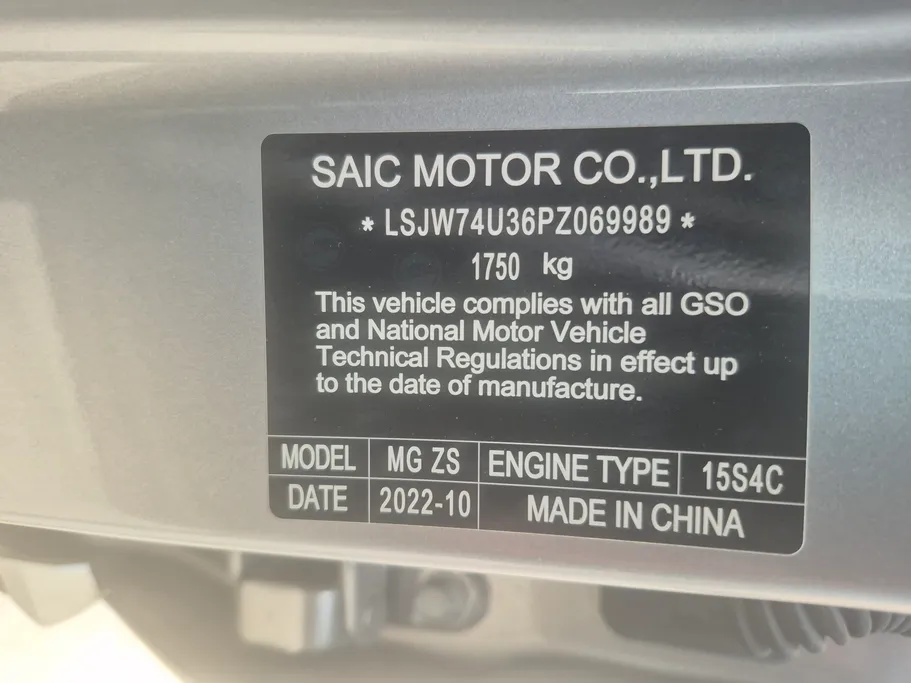 SAIC MOTOR CO.,LTD.
* LSJW74U36PZ069989 *
1750 kg
This vehicle complies with all GSO
and National Motor Vehicle
Technical Regulations in effect up
to the date of manufacture.
MODEL MG ZS ENGINE TYPE 15S4C
DATE 2022-10 MADE IN CHINA